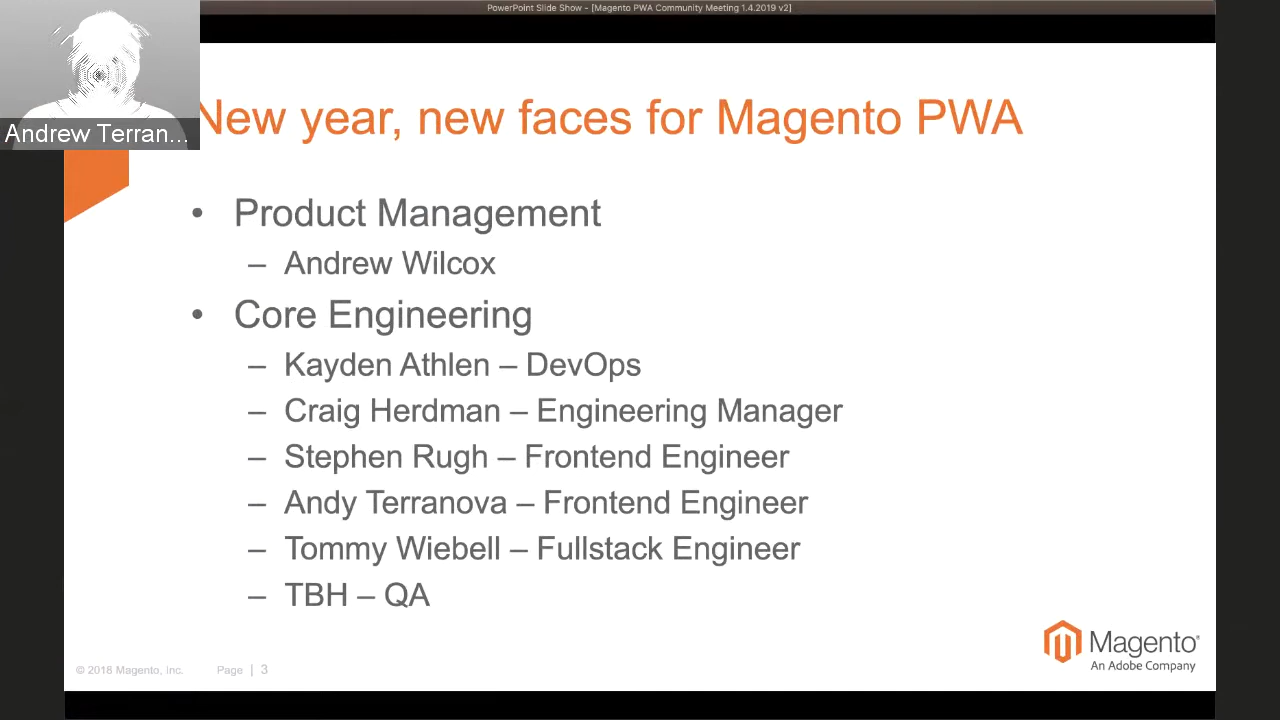 PowerPoint Slide Show - [Magento PWA Community Meeting 1.4.2019 v2]
Andrew Terran...
New year, new faces for Magento PWA
• Product Management
– Andrew Wilcox
• Core Engineering
– Kayden Athlen – DevOps
– Craig Herdman – Engineering Manager
– Stephen Rugh – Frontend Engineer
– Andy Terranova – Frontend Engineer
– Tommy Wiebell – Fullstack Engineer
– TBH – QA
© 2018 Magento, Inc. Page | 3
Magento®
An Adobe Company